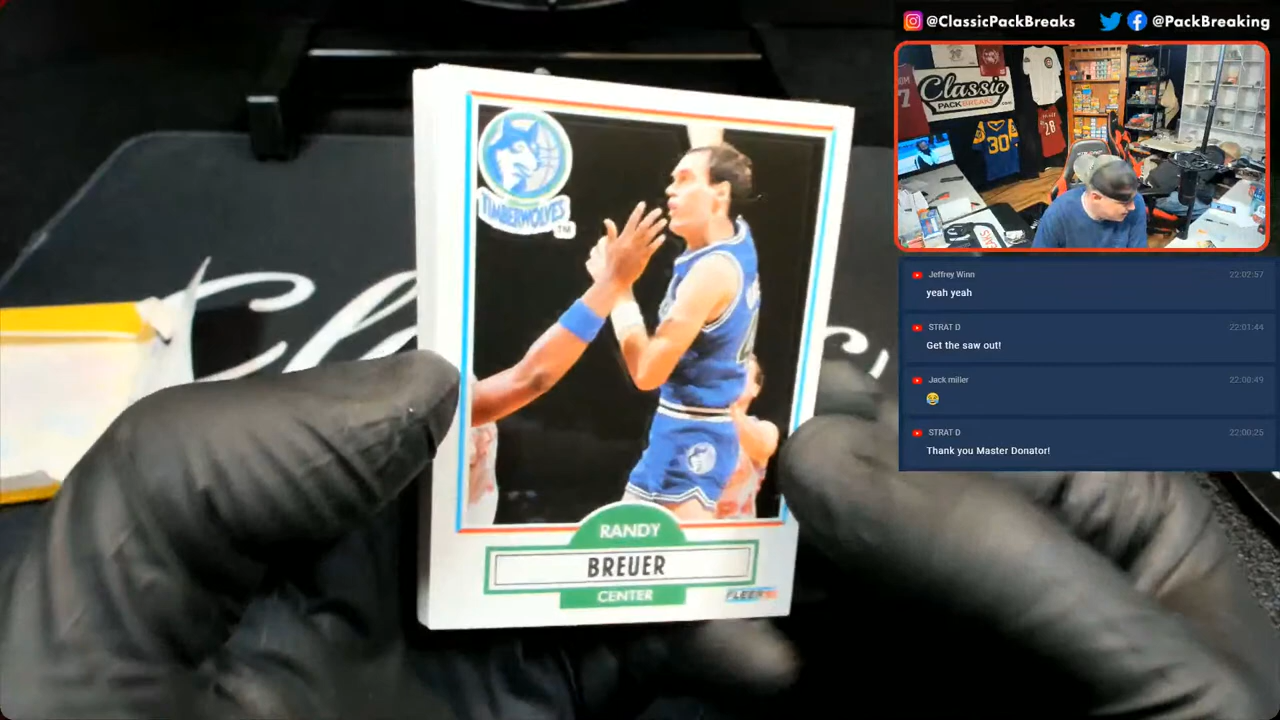 @ClassicPackBreaks @PackBreaking
Classic
PACKBREAKS
30
28
TIMBERWOLVES
TM
RANDY
BREUER
CENTER
FLEER
Jeffrey Winn 22:02:57
yeah yeah
STRAT D 22:01:44
Get the saw out!
Jack miller 22:00:49
😂
STRAT D 22:00:25
Thank you Master Donator!